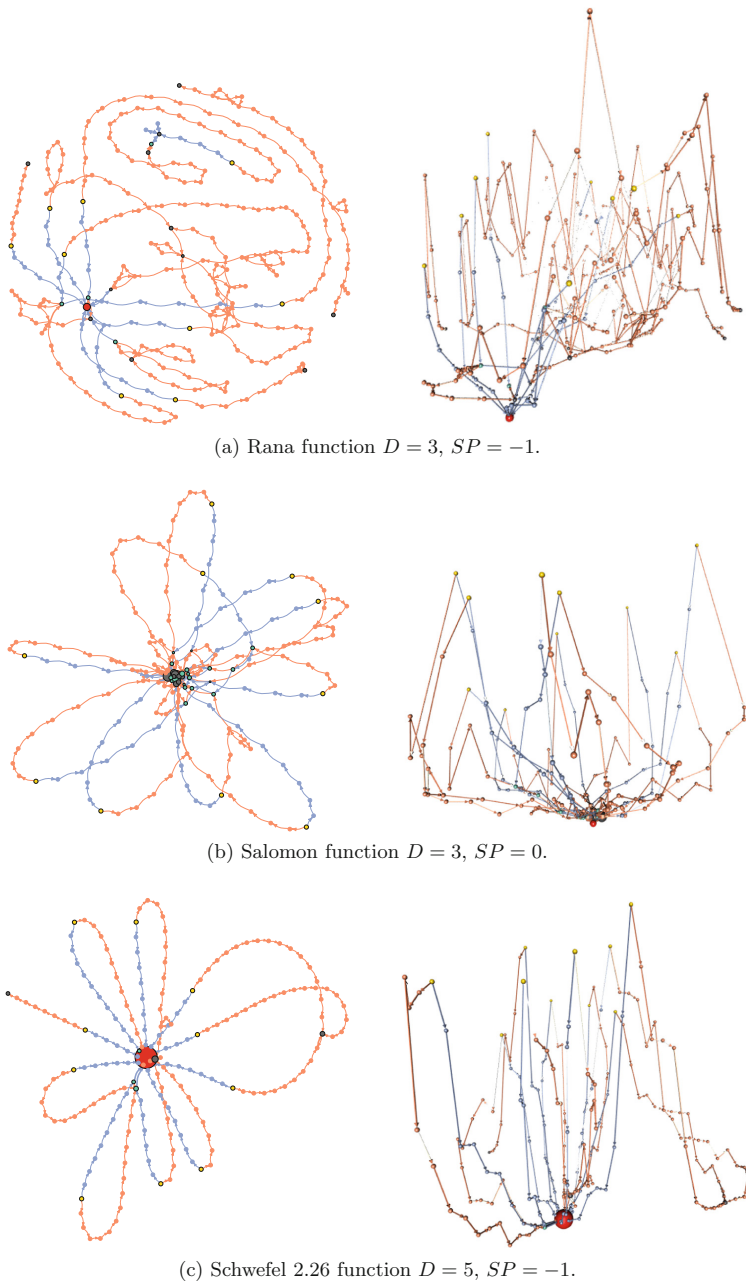 (a) Rana function D = 3, SP = −1.
(b) Salomon function D = 3, SP = 0.
(c) Schwefel 2.26 function D = 5, SP = −1.